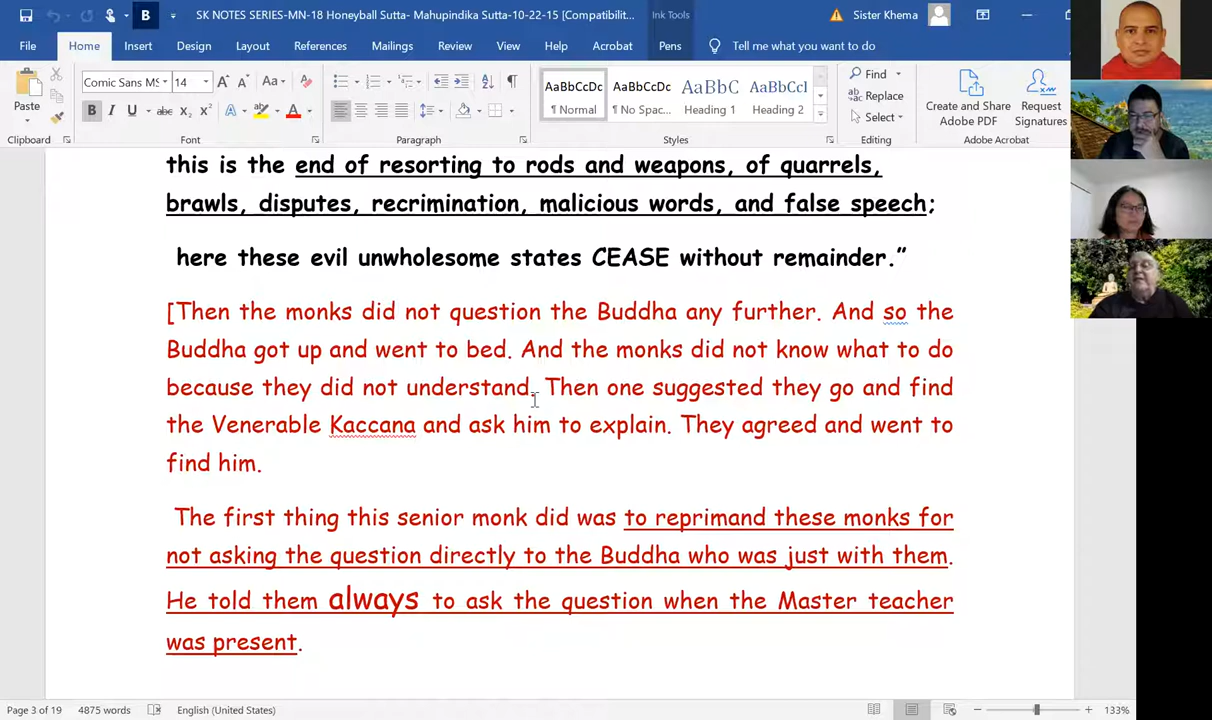 SK NOTES SERIES-MN-18 Honeyball Sutta- Mahupindika Sutta-10-22-15 [Compatibilit...
Ink Tools
Sister Khema
File Home Insert Design Layout References Mailings Review View Help Acrobat Pens Tell me what you want to do
Comic Sans MS 14
Paste
AaBbCcDc AaBbCcDc AaBbC AaBbCcI
Normal No Spac... Heading 1 Heading 2
Find
Replace
Select
Create and Share Adobe PDF
Request Signatures
Clipboard Font Paragraph Styles Editing Adobe Acrobat
this is the end of resorting to rods and weapons, of quarrels,
brawls, disputes, recrimination, malicious words, and false speech;
here these evil unwholesome states CEASE without remainder.”
[Then the monks did not question the Buddha any further. And so the
Buddha got up and went to bed. And the monks did not know what to do
because they did not understand. Then one suggested they go and find
the Venerable Kaccana and ask him to explain. They agreed and went to
find him.
The first thing this senior monk did was to reprimand these monks for
not asking the question directly to the Buddha who was just with them.
He told them always to ask the question when the Master teacher
was present.
Page 3 of 19 4875 words English (United States) 133%